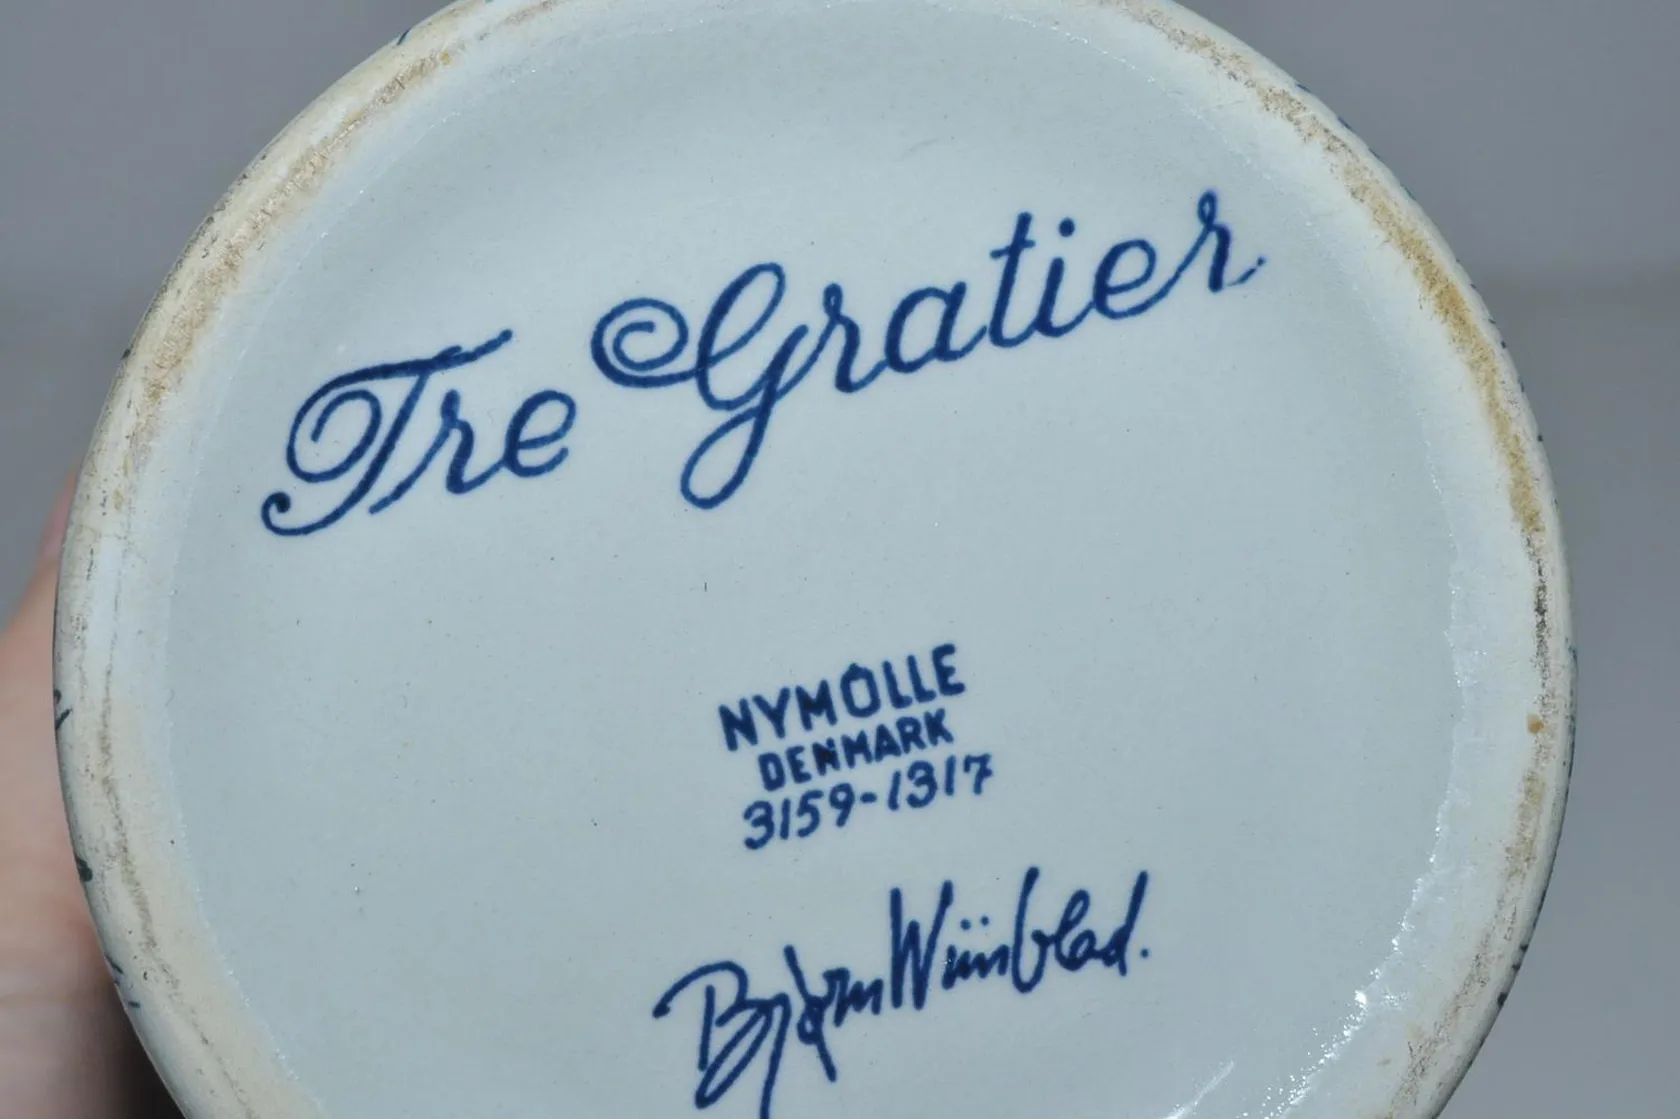 Tre Gratier
NYMÖLLE
DENMARK
3159-1317
Bjørn Wiinblad.